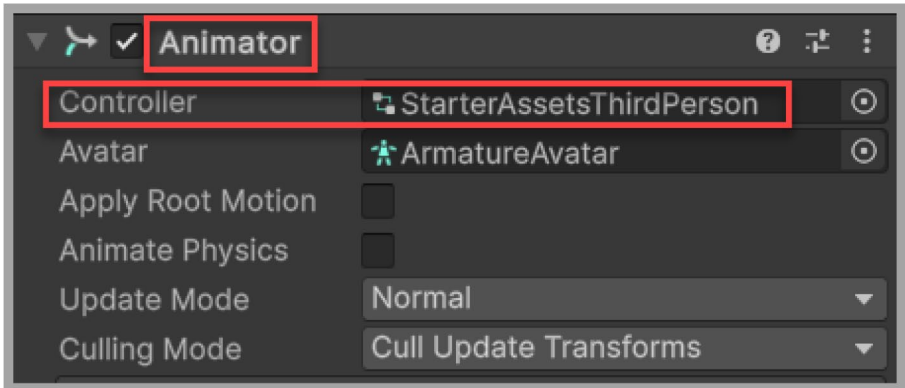 Animator
Controller StarterAssetsThirdPerson
Avatar ArmatureAvatar
Apply Root Motion
Animate Physics
Update Mode Normal
Culling Mode Cull Update Transforms